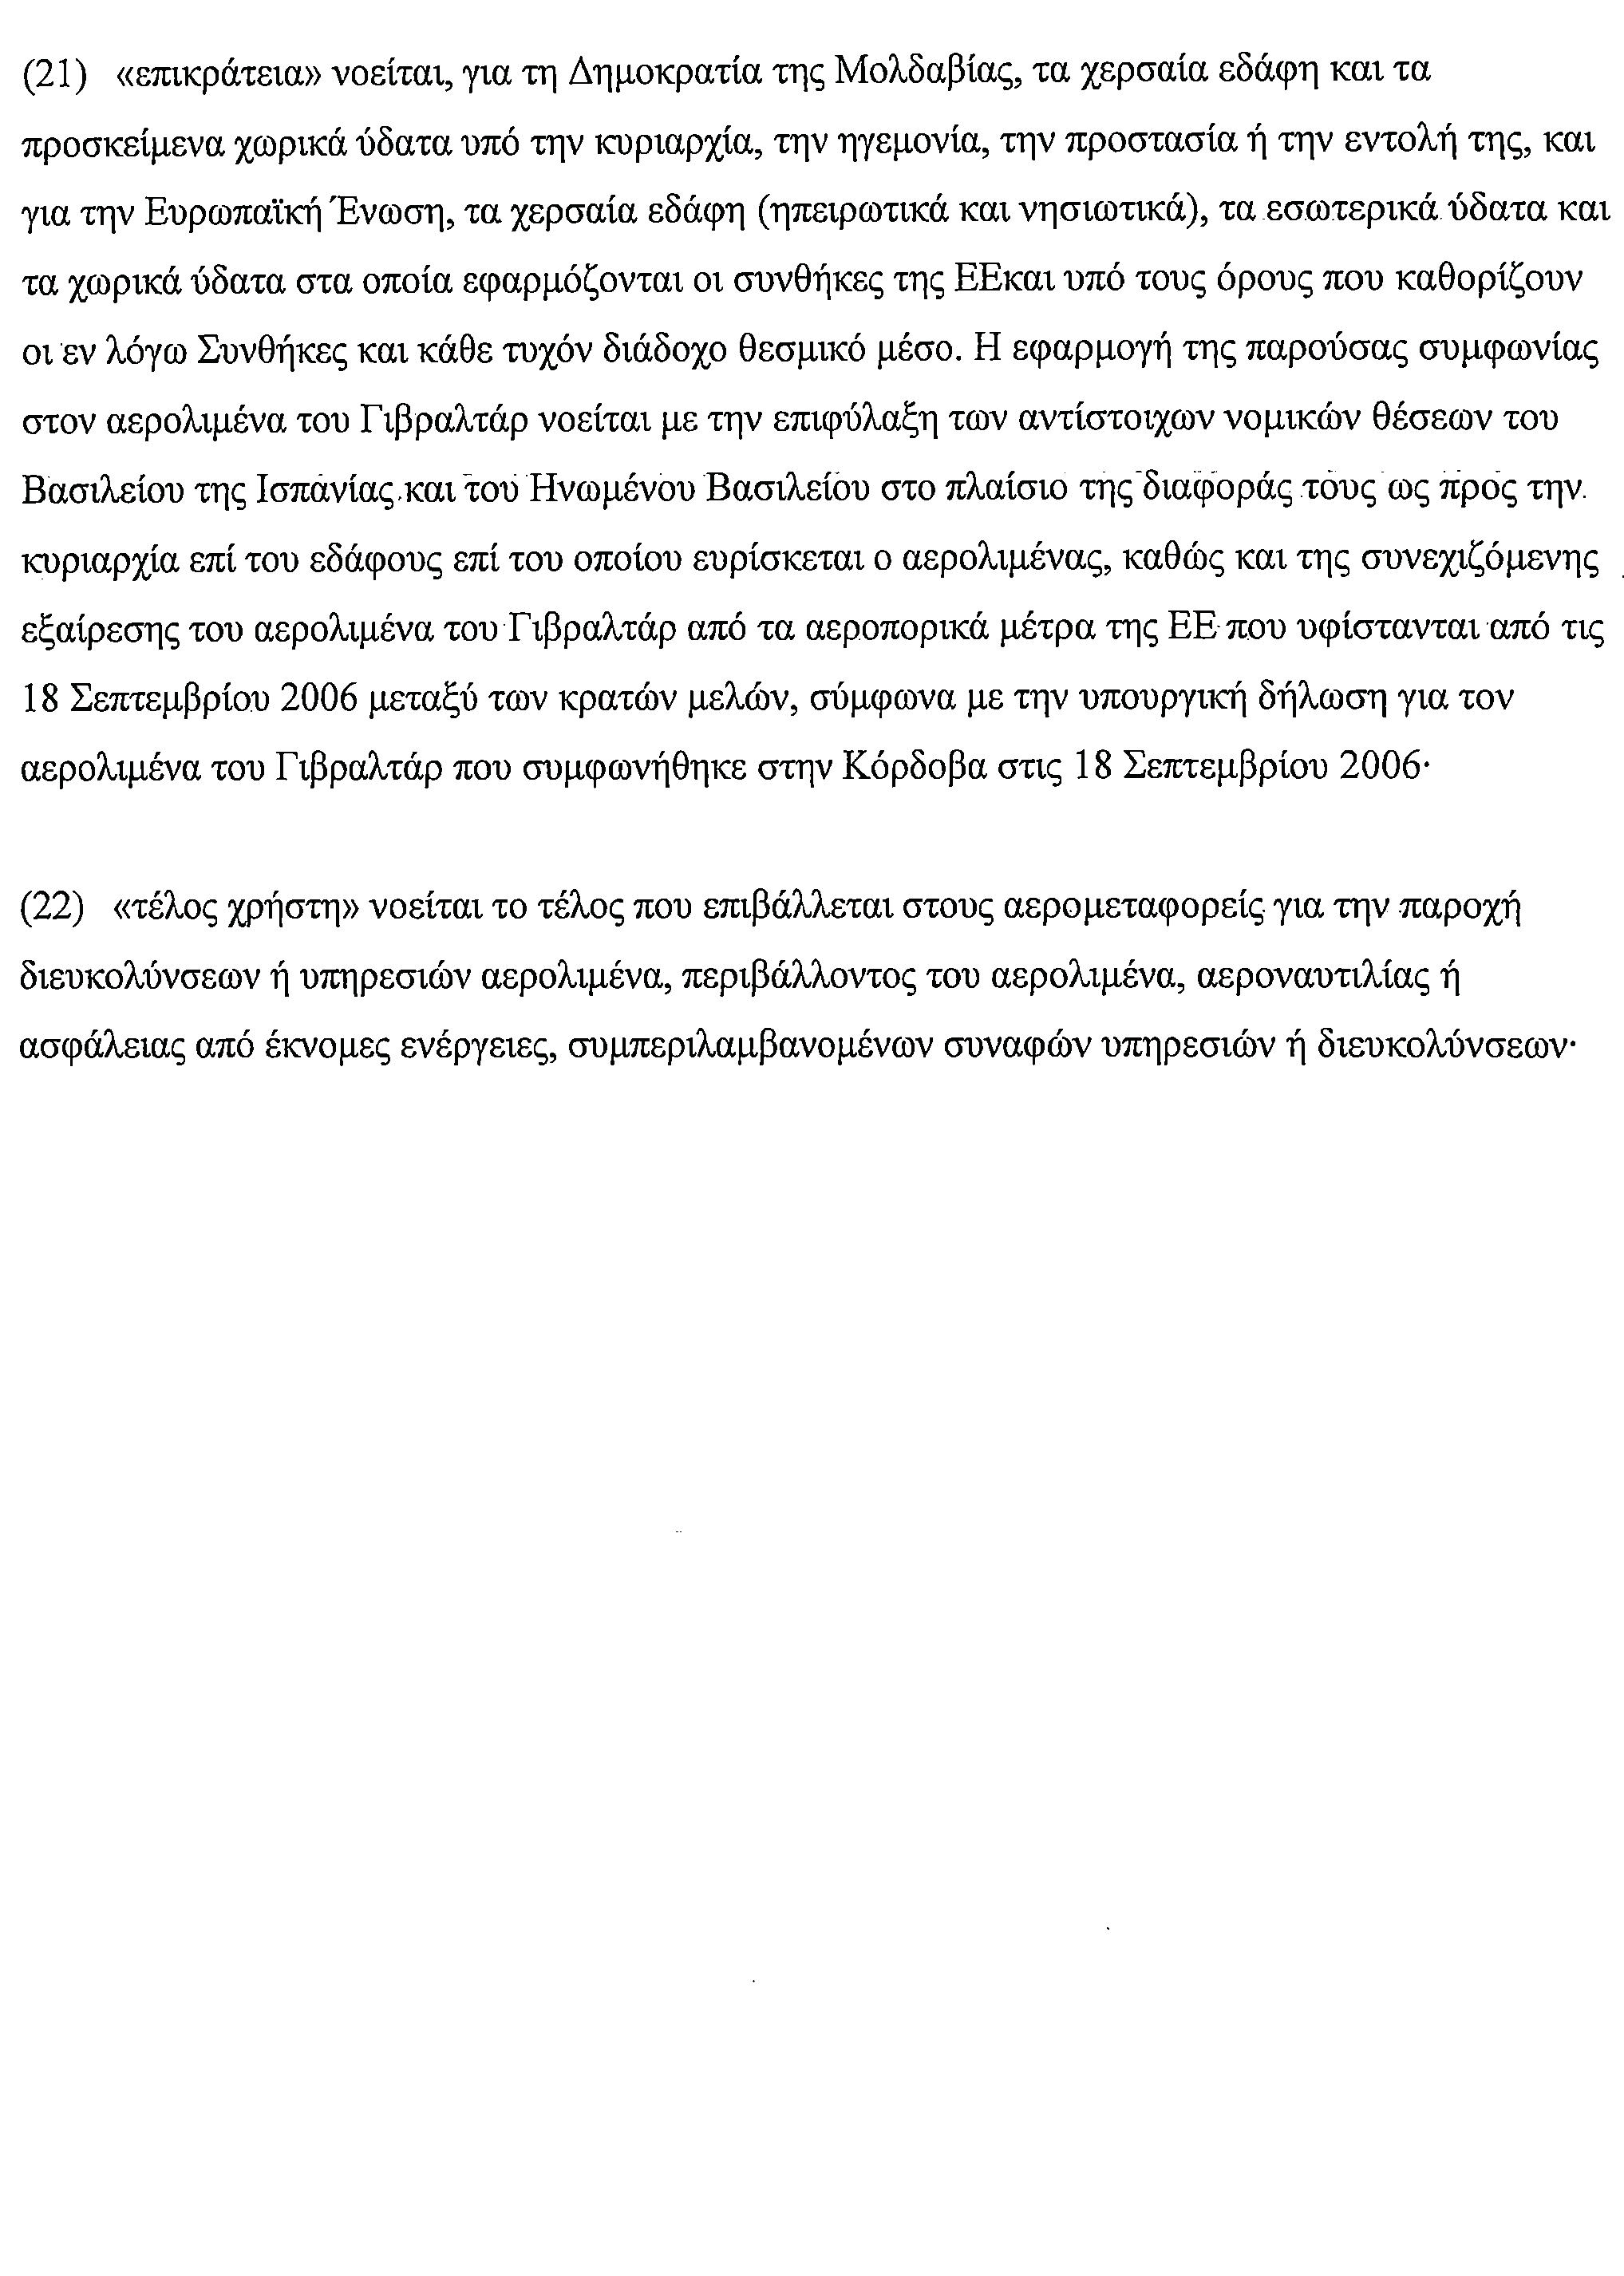 (21) «επικράτεια» νοείται, για τη Δημοκρατία της Μολδαβίας, τα χερσαία εδάφη και τα
προσκείμενα χωρικά ύδατα υπό την κυριαρχία, την ηγεμονία, την προστασία ή την εντολή της, και
για την Ευρωπαϊκή Ένωση, τα χερσαία εδάφη (ηπειρωτικά και νησιωτικά), τα εσωτερικά ύδατα και
τα χωρικά ύδατα στα οποία εφαρμόζονται οι συνθήκες της ΕΕκαι υπό τους όρους που καθορίζουν
οι εν λόγω Συνθήκες και κάθε τυχόν διάδοχο θεσμικό μέσο. Η εφαρμογή της παρούσας συμφωνίας
στον αερολιμένα του Γιβραλτάρ νοείται με την επιφύλαξη των αντίστοιχων νομικών θέσεων του
Βασιλείου της Ισπανίας και του Ηνωμένου Βασιλείου στο πλαίσιο της διαφοράς τους ως προς την
κυριαρχία επί του εδάφους επί του οποίου ευρίσκεται ο αερολιμένας, καθώς και της συνεχιζόμενης
εξαίρεσης του αερολιμένα του Γιβραλτάρ από τα αεροπορικά μέτρα της ΕΕ που υφίστανται από τις
18 Σεπτεμβρίου 2006 μεταξύ των κρατών μελών, σύμφωνα με την υπουργική δήλωση για τον
αερολιμένα του Γιβραλτάρ που συμφωνήθηκε στην Κόρδοβα στις 18 Σεπτεμβρίου 2006·
(22) «τέλος χρήστη» νοείται το τέλος που επιβάλλεται στους αερομεταφορείς για την παροχή
διευκολύνσεων ή υπηρεσιών αερολιμένα, περιβάλλοντος του αερολιμένα, αεροναυτιλίας ή
ασφάλειας από έκνομες ενέργειες, συμπεριλαμβανομένων συναφών υπηρεσιών ή διευκολύνσεων·